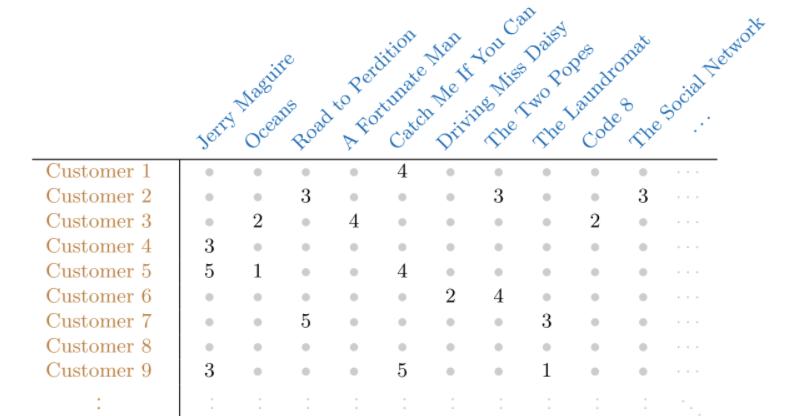 Jerry Maguire
Oceans
Road to Perdition
A Fortunate Man
Catch Me If You Can
Driving Miss Daisy
The Two Popes
The Laundromat
Code 8
The Social Network
...
Customer 1 • • • • 4 • • • • • ...
Customer 2 • • 3 • • • 3 • • 3 ...
Customer 3 • 2 • 4 • • • • 2 • ...
Customer 4 3 • • • • • • • • • ...
Customer 5 5 1 • • 4 • • • • • ...
Customer 6 • • • • • 2 4 • • • ...
Customer 7 • • 5 • • • • 3 • • ...
Customer 8 • • • • • • • • • • ...
Customer 9 3 • • • 5 • • 1 • • ...
⋮ ⋮ ⋮ ⋮ ⋮ ⋮ ⋮ ⋮ ⋮ ⋮ ⋮ ⋱